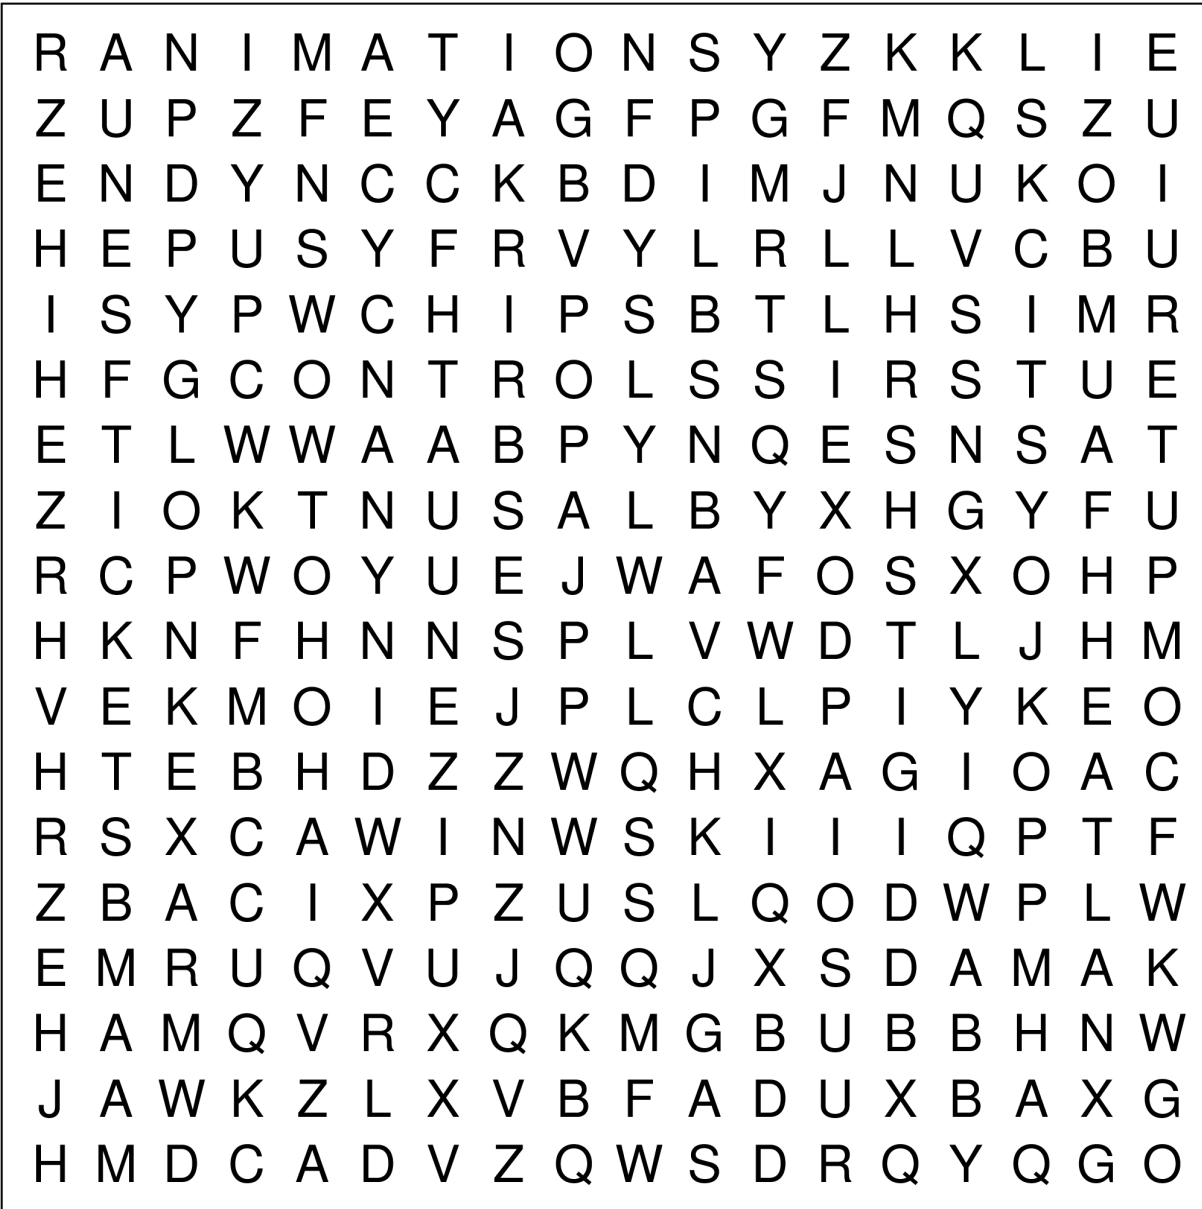 R A N I M A T I O N S Y Z K K L I E
Z U P Z F E Y A G F P G F M Q S Z U
E N D Y N C C K B D I M J N U K O I
H E P U S Y F R V Y L R L L V C B U
I S Y P W C H I P S B T L H S I M R
H F G C O N T R O L S S I R S T U E
E T L W W A A B P Y N Q E S N S A T
Z I O K T N U S A L B Y X H G Y F U
R C P W O Y U E J W A F O S X O H P
H K N F H N N S P L V W D T L J H M
V E K M O I E J P L C L P I Y K E O
H T E B H D Z Z W Q H X A G I O A C
R S X C A W I N W S K I I I Q P T F
Z B A C I X P Z U S L Q O D W P L W
E M R U Q V U J Q Q J X S D A M A K
H A M Q V R X Q K M G B U B B H N W
J A W K Z L X V B F A D U X B A X G
H M D C A D V Z Q W S D R Q Y Q G O